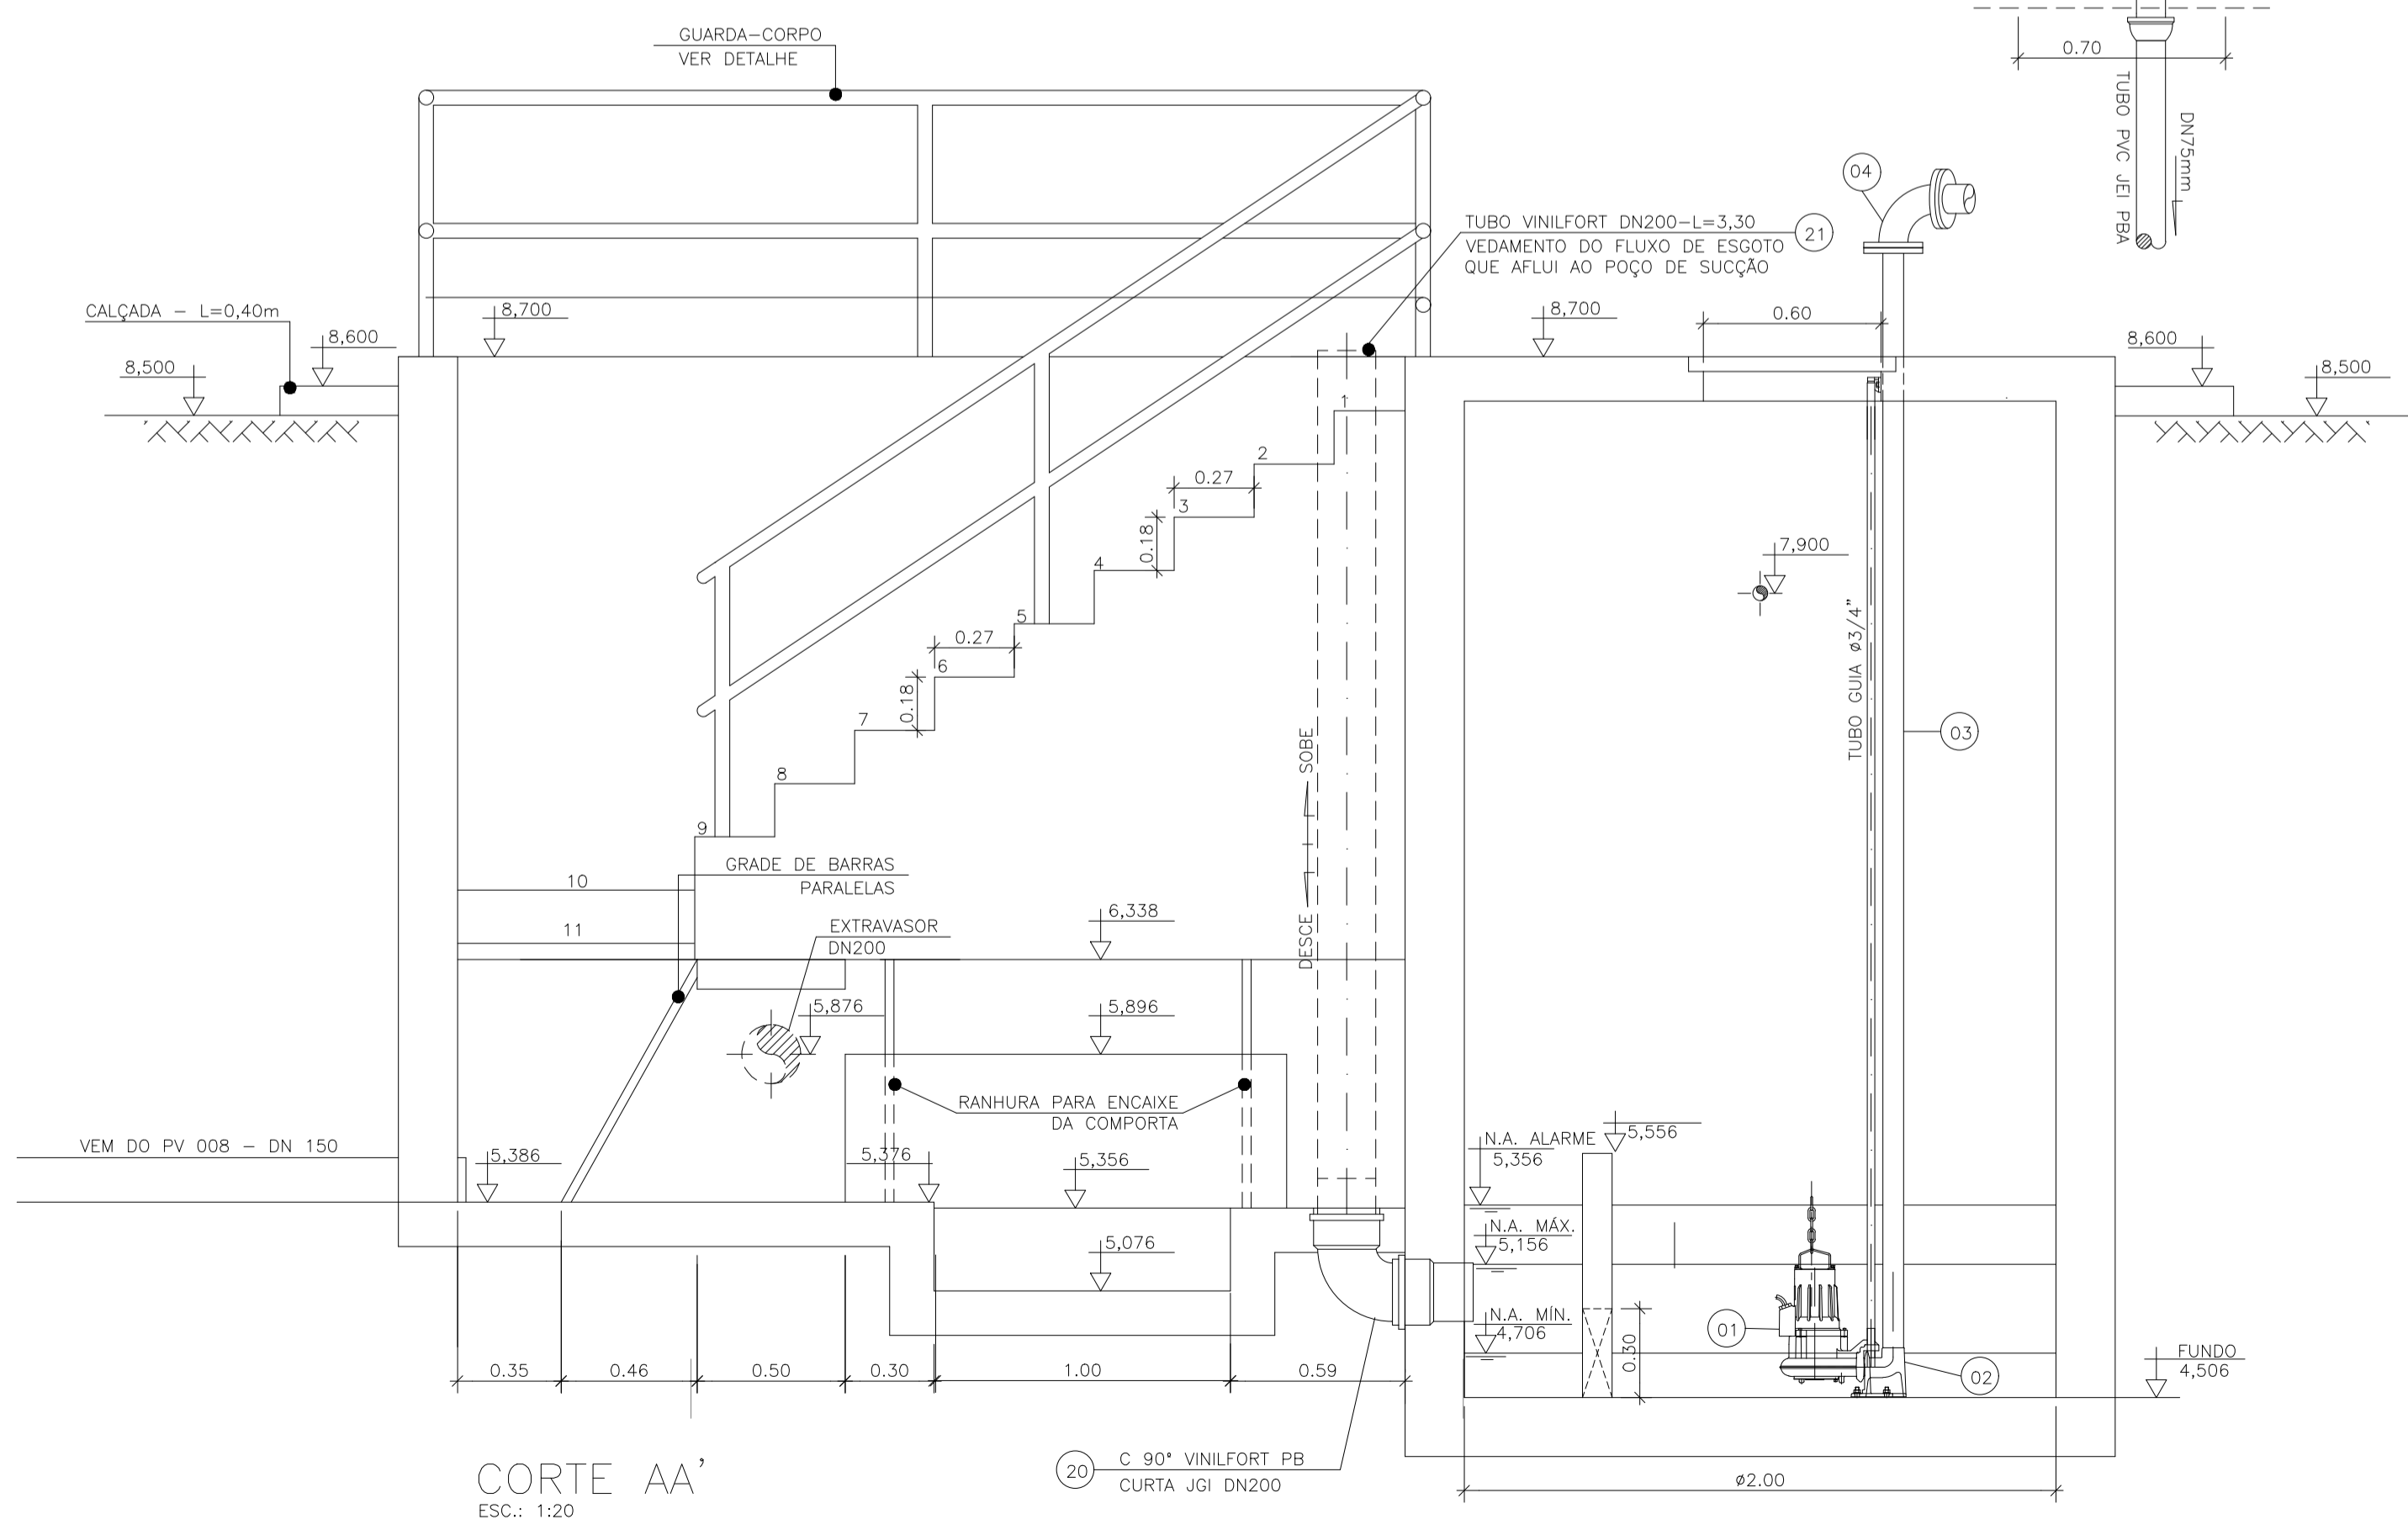 GUARDA-CORPO
VER DETALHE
0.70
TUBO PVC JEI PBA
DN75mm
04
TUBO VINILFORT DN200-L=3,30
VEDAMENTO DO FLUXO DE ESGOTO
QUE AFLUI AO POÇO DE SUCÇÃO
21
CALÇADA - L=0,40m
8,600
8,500
8,700
8,700
0.60
8,600
8,500
1
2
0.27
3
0.18
4
5
0.27
6
0.18
7
8
9
10
11
7,900
TUBO GUIA ø3/4"
03
SOBE
DESCE
GRADE DE BARRAS
PARALELAS
EXTRAVASOR
DN200
6,338
5,876
5,896
RANHURA PARA ENCAIXE
DA COMPORTA
VEM DO PV 008 - DN 150
5,386
5,376
5,356
5,076
N.A. ALARME
5,356
5,556
N.A. MÁX.
5,156
N.A. MÍN.
4,706
0.30
01
02
FUNDO
4,506
0.35
0.46
0.50
0.30
1.00
0.59
20
C 90° VINILFORT PB
CURTA JGI DN200
ø2.00
CORTE AA'
ESC.: 1:20